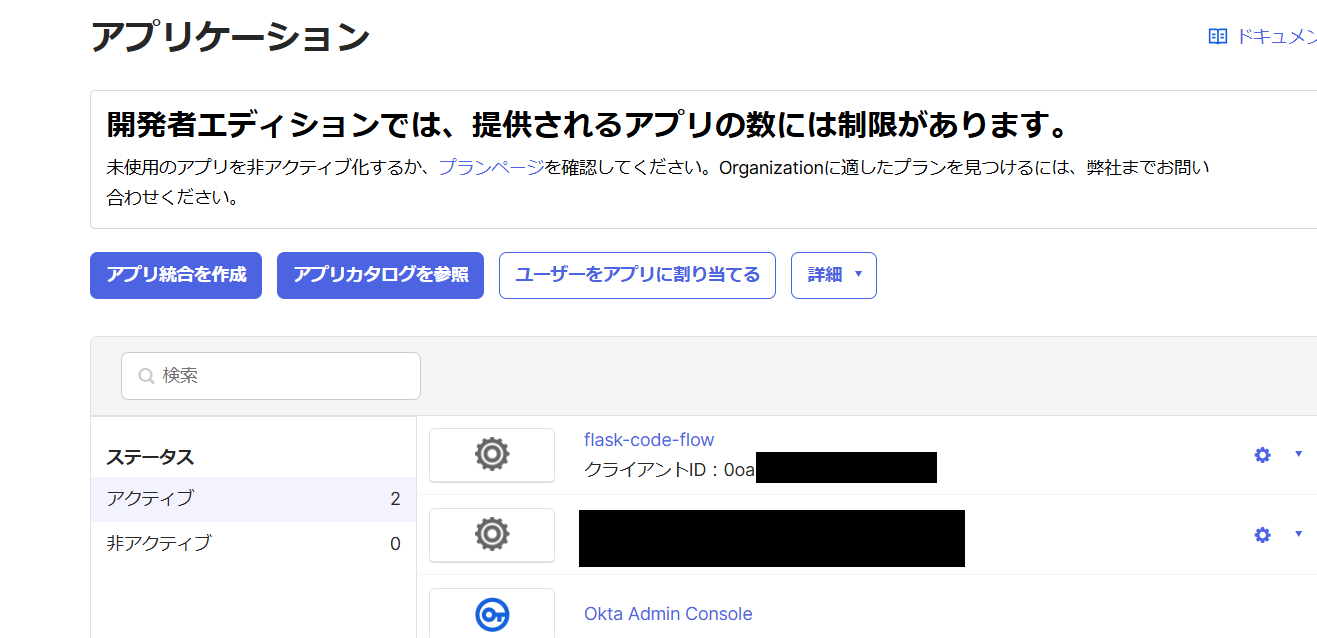 アプリケーション
ドキュメン
開発者エディションでは、提供されるアプリの数には制限があります。
未使用のアプリを非アクティブ化するか、プランページを確認してください。Organizationに適したプランを見つけるには、弊社までお問い
合わせください。
アプリ統合を作成
アプリカタログを参照
ユーザーをアプリに割り当てる
詳細
検索
ステータス
アクティブ 2
非アクティブ 0
flask-code-flow
クライアントID：0oa
Okta Admin Console